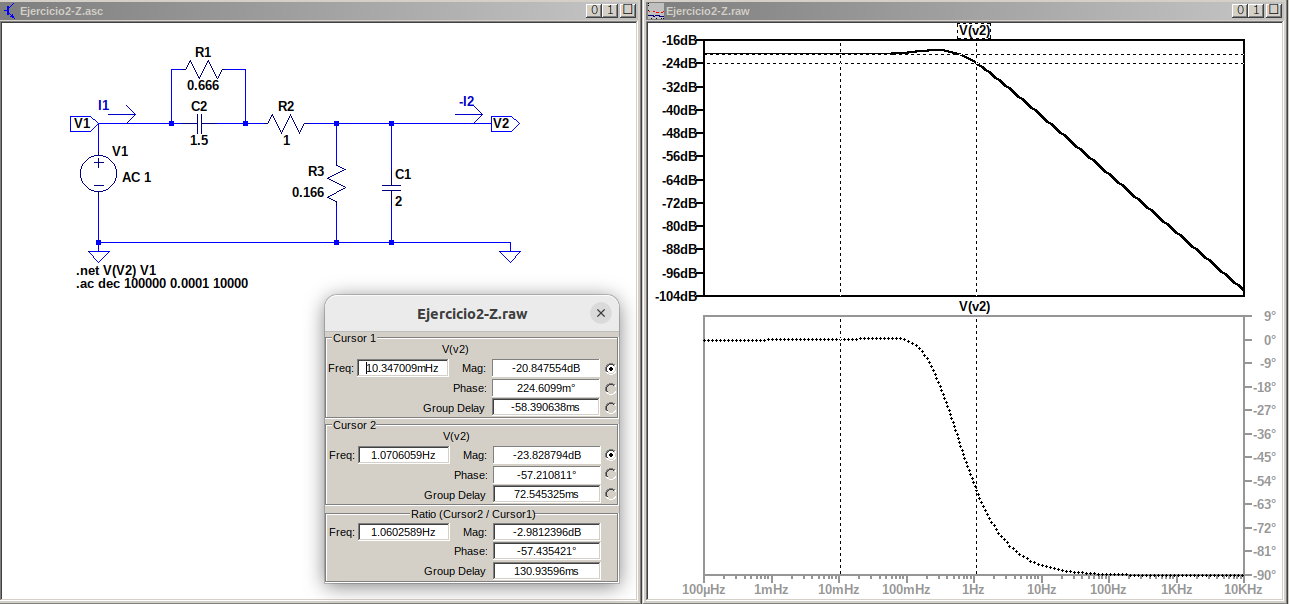 Ejercicio2-Z.asc
R1
0.666
I1
C2
R2
-I2
V1
V2
1.5
1
V1
AC 1
R3
0.166
C1
2
.net V(V2) V1
.ac dec 100000 0.0001 10000
Ejercicio2-Z.raw
Cursor 1
V(v2)
Freq: 10.347009mHz Mag: -20.847554dB
Phase: 224.6099m°
Group Delay -58.390638ms
Cursor 2
V(v2)
Freq: 1.0706059Hz Mag: -23.828794dB
Phase: -57.210811°
Group Delay 72.545325ms
Ratio (Cursor2 / Cursor1)
Freq: 1.0602589Hz Mag: -2.9812396dB
Phase: -57.435421°
Group Delay 130.93596ms
Ejercicio2-Z.raw
V(v2)
-16dB
-24dB
-32dB
-40dB
-48dB
-56dB
-64dB
-72dB
-80dB
-88dB
-96dB
-104dB
V(v2)
9°
0°
-9°
-18°
-27°
-36°
-45°
-54°
-63°
-72°
-81°
-90°
100µHz 1mHz 10mHz 100mHz 1Hz 10Hz 100Hz 1KHz 10KHz